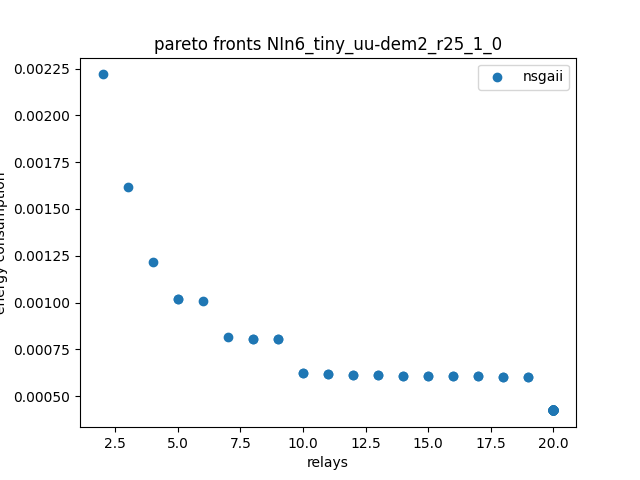 pareto fronts NIn6_tiny_uu-dem2_r25_1_0
nsgaii
0.00225
0.00200
0.00175
0.00150
0.00125
0.00100
0.00075
0.00050
energy consumption
2.5 5.0 7.5 10.0 12.5 15.0 17.5 20.0
relays